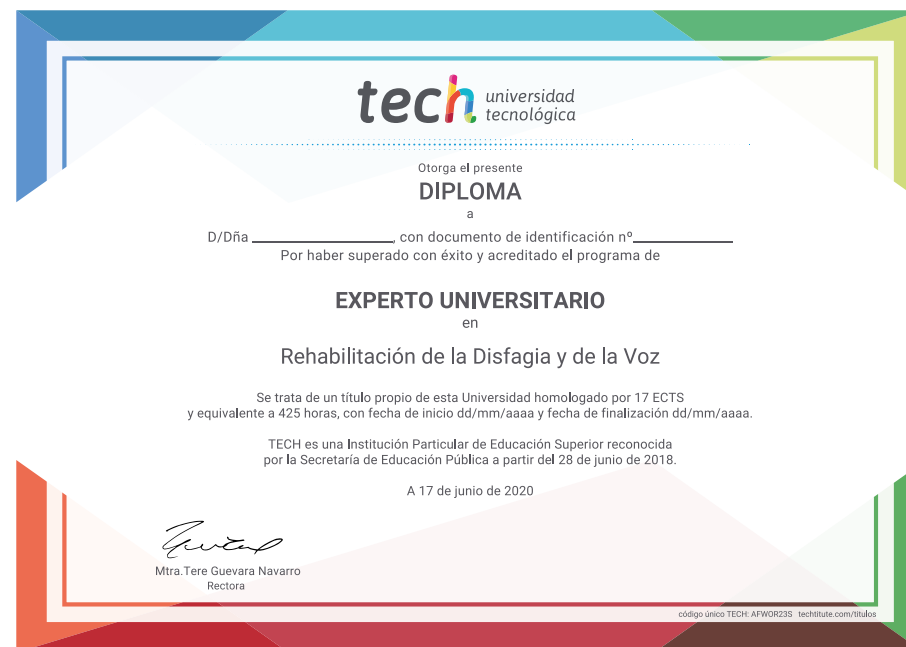 tech universidad
tecnológica
Otorga el presente
DIPLOMA
a
D/Dña ____________, con documento de identificación nº____________
Por haber superado con éxito y acreditado el programa de
EXPERTO UNIVERSITARIO
en
Rehabilitación de la Disfagia y de la Voz
Se trata de un título propio de esta Universidad homologado por 17 ECTS
y equivalente a 425 horas, con fecha de inicio dd/mm/aaaa y fecha de finalización dd/mm/aaaa.
TECH es una Institución Particular de Educación Superior reconocida
por la Secretaría de Educación Pública a partir del 28 de junio de 2018.
A 17 de junio de 2020
Mtra.Tere Guevara Navarro
Rectora
código único TECH: AFWOR23S techtitute.com/titulos